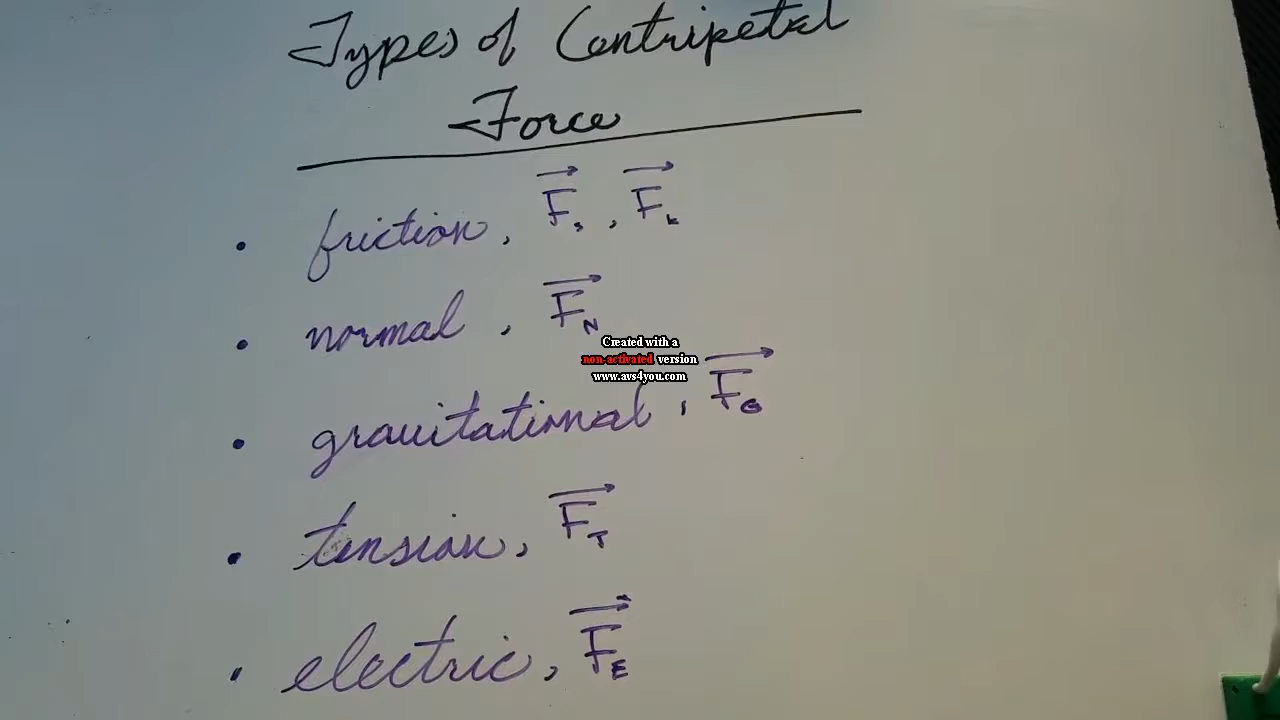 Types of Centripetal
Force
• friction, F⃗s, F⃗k
• normal, F⃗N
Created with a
non-activated version
www.avs4you.com
• gravitational, F⃗G
• tension, F⃗T
• electric, F⃗E